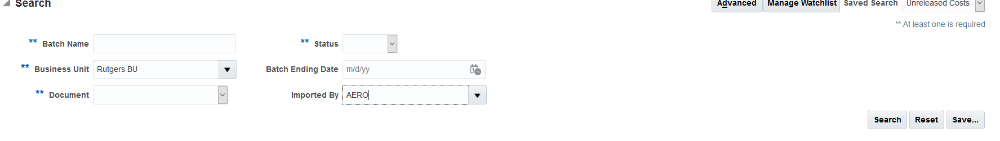 Search
Advanced Manage Watchlist Saved Search Unreleased Costs
** At least one is required
** Batch Name ** Status
** Business Unit Rutgers BU Batch Ending Date m/d/yy
** Document Imported By AERO
Search Reset Save...